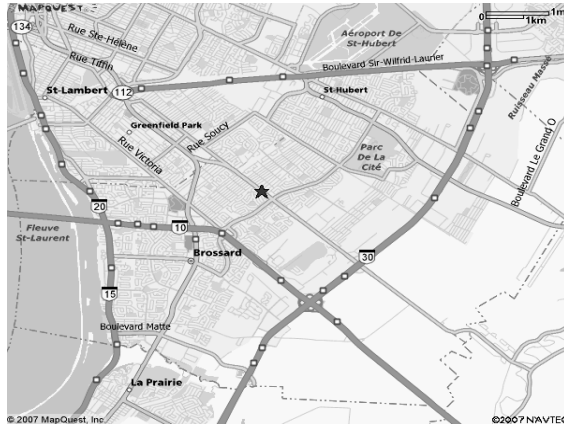 MAPQUEST
134
Rue Ste-Hélène
Rue Tiffin
Aéroport De
St-Hubert
0
1m
1km
Boulevard Sir-Wilfrid-Laurier
St-Lambert
112
St-Hubert
Ruisseau Massé
Greenfield Park
Rue Soucy
Rue Victoria
Parc
De La
Cité
Boulevard Le Grand O
20
10
Fleuve
St-Laurent
Brossard
30
15
Boulevard Matte
La Prairie
© 2007 MapQuest, Inc
©2007 NAVTEQ